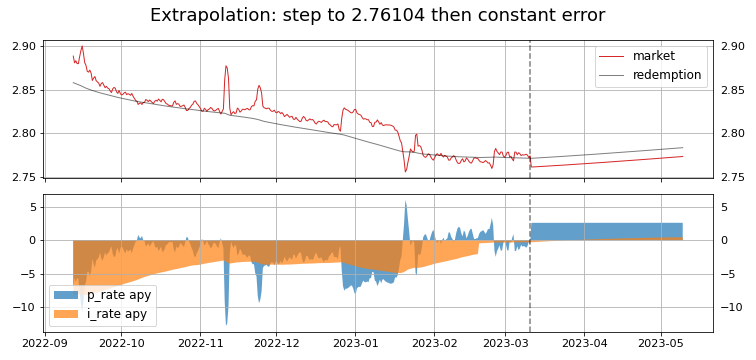 Extrapolation: step to 2.76104 then constant error
2.90 2.90
2.85 2.85
2.80 2.80
2.75 2.75
market
redemption
5 5
0 0
−5 −5
−10 −10
p_rate apy
i_rate apy
2022-09 2022-10 2022-11 2022-12 2023-01 2023-02 2023-03 2023-04 2023-05